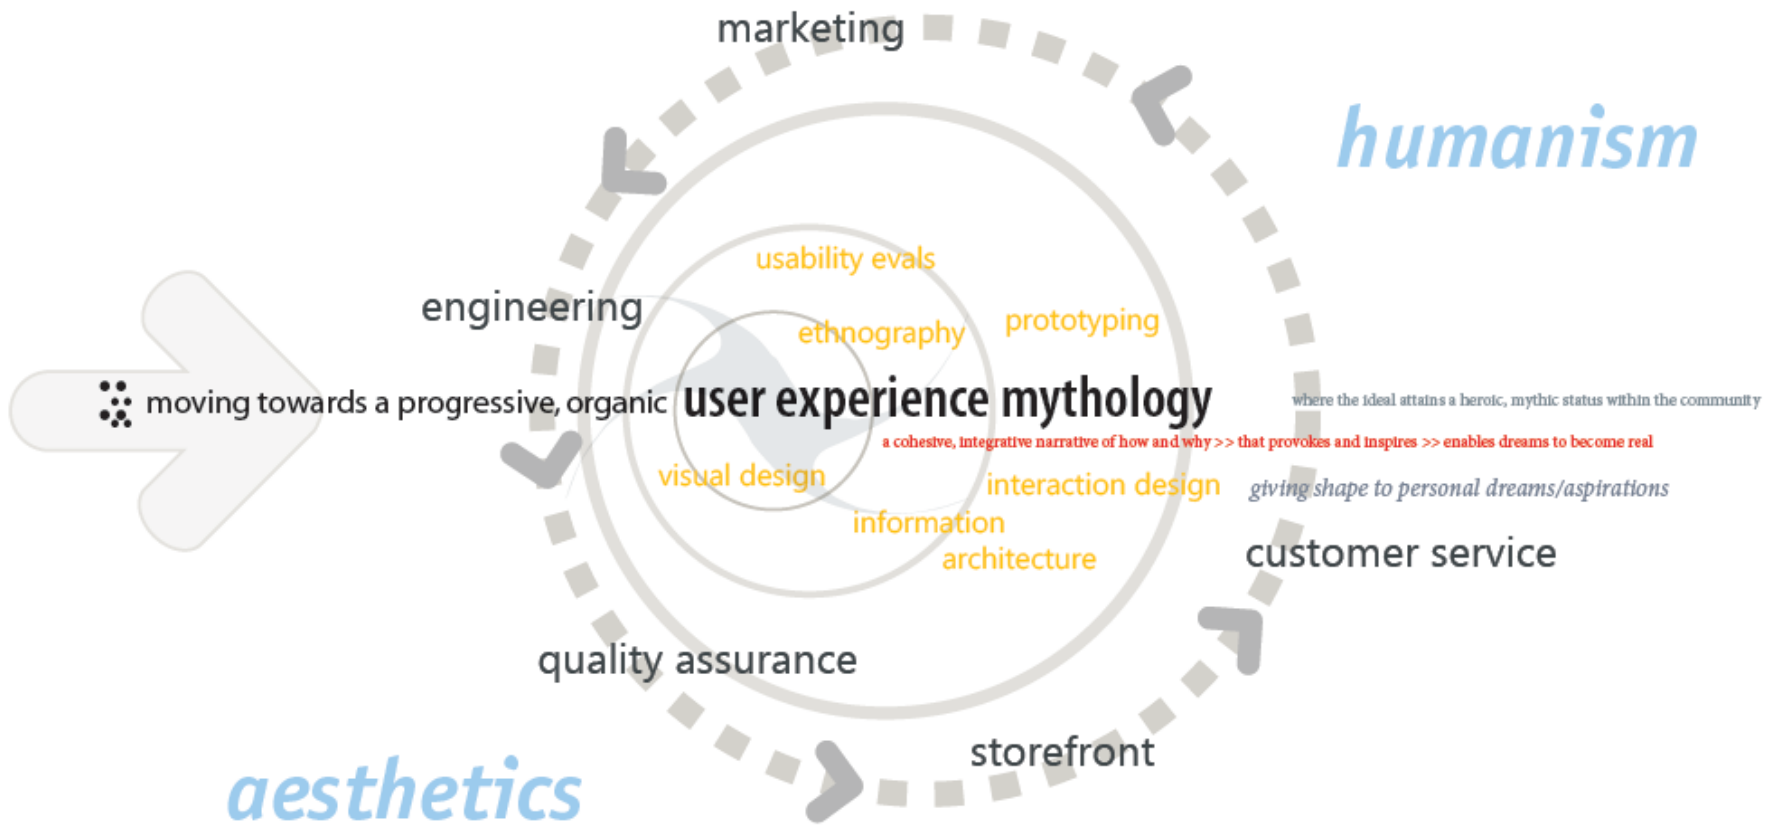 marketing
humanism
usability evals
engineering
prototyping
ethnography
moving towards a progressive, organic user experience mythology
where the ideal attains a heroic, mythic status within the community
a cohesive, integrative narrative of how and why >> that provokes and inspires >> enables dreams to become real
visual design
interaction design
giving shape to personal dreams/aspirations
information
architecture
customer service
quality assurance
storefront
aesthetics